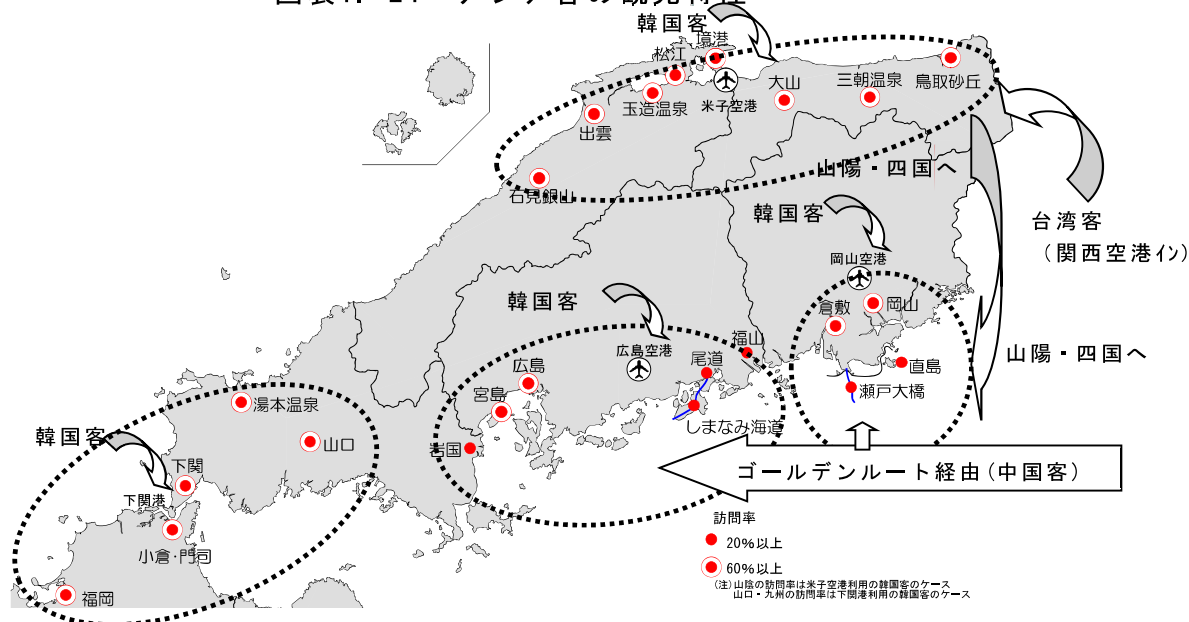 韓国客
境港
松江
大山
三朝温泉
鳥取砂丘
玉造温泉
米子空港
出雲
山陽・四国へ
石見銀山
韓国客
台湾客
（関西空港イン）
岡山空港
韓国客
倉敷
岡山
福山
広島空港
尾道
山陽・四国へ
広島
直島
宮島
瀬戸大橋
湯本温泉
しまなみ海道
韓国客
山口
岩国
下関
ゴールデンルート経由（中国客）
下関港
訪問率
20%以上
小倉・門司
60%以上
（注）山陰の訪問率は米子空港利用の韓国客のケース
山口・九州の訪問率は下関港利用の韓国客のケース
福岡